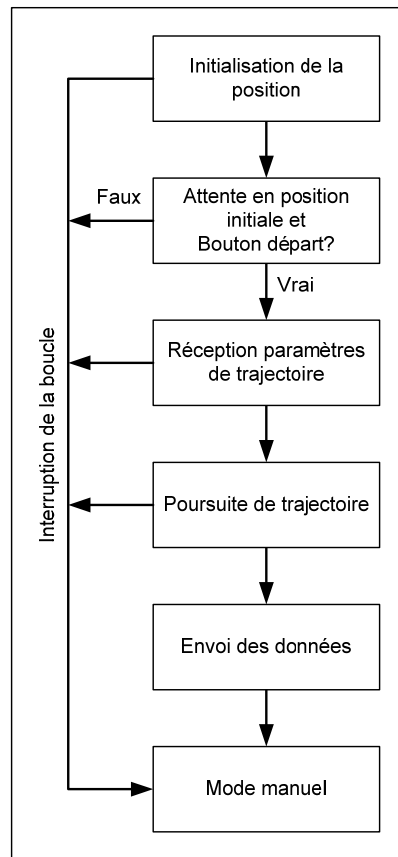 Initialisation de la
position
Faux
Attente en position
initiale et
Bouton départ?
Vrai
Interruption de la boucle
Réception paramètres
de trajectoire
Poursuite de trajectoire
Envoi des données
Mode manuel